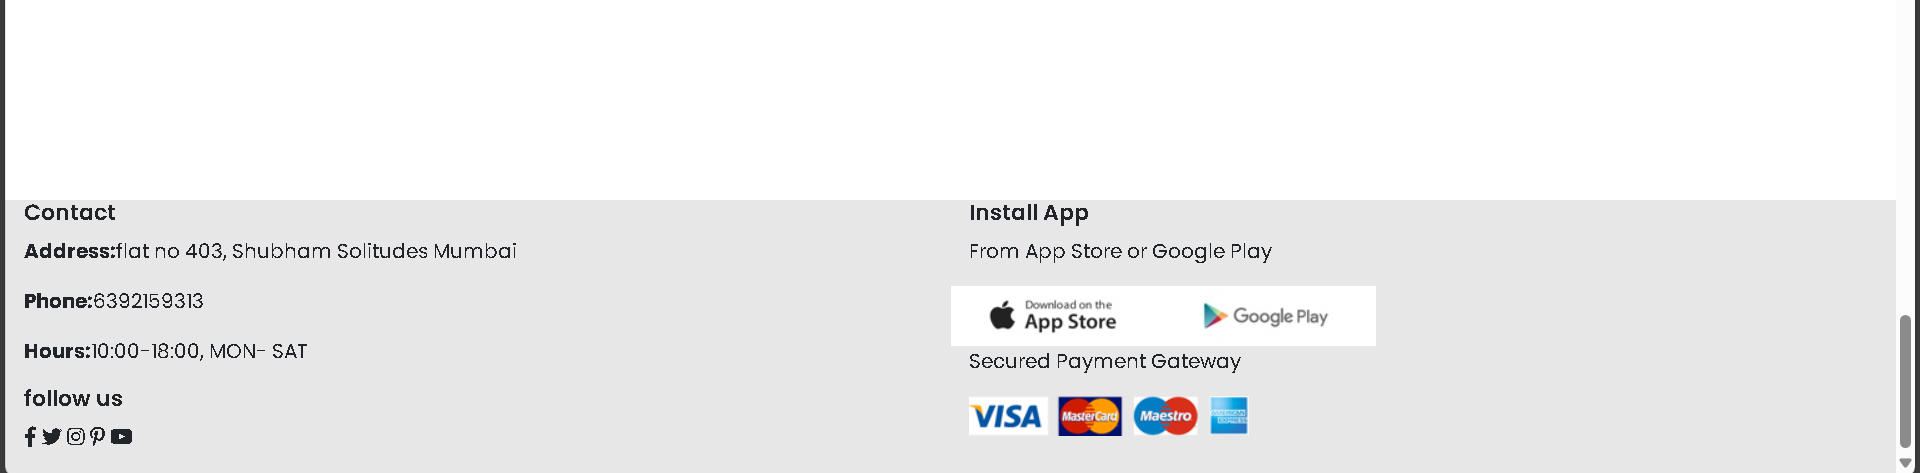 Contact
Address:flat no 403, Shubham Solitudes Mumbai
Phone:6392159313
Hours:10:00-18:00, MON- SAT
follow us
Install App
From App Store or Google Play
Download on the
App Store
Google Play
Secured Payment Gateway
VISA
MasterCard
Maestro
AMERICAN
EXPRESS